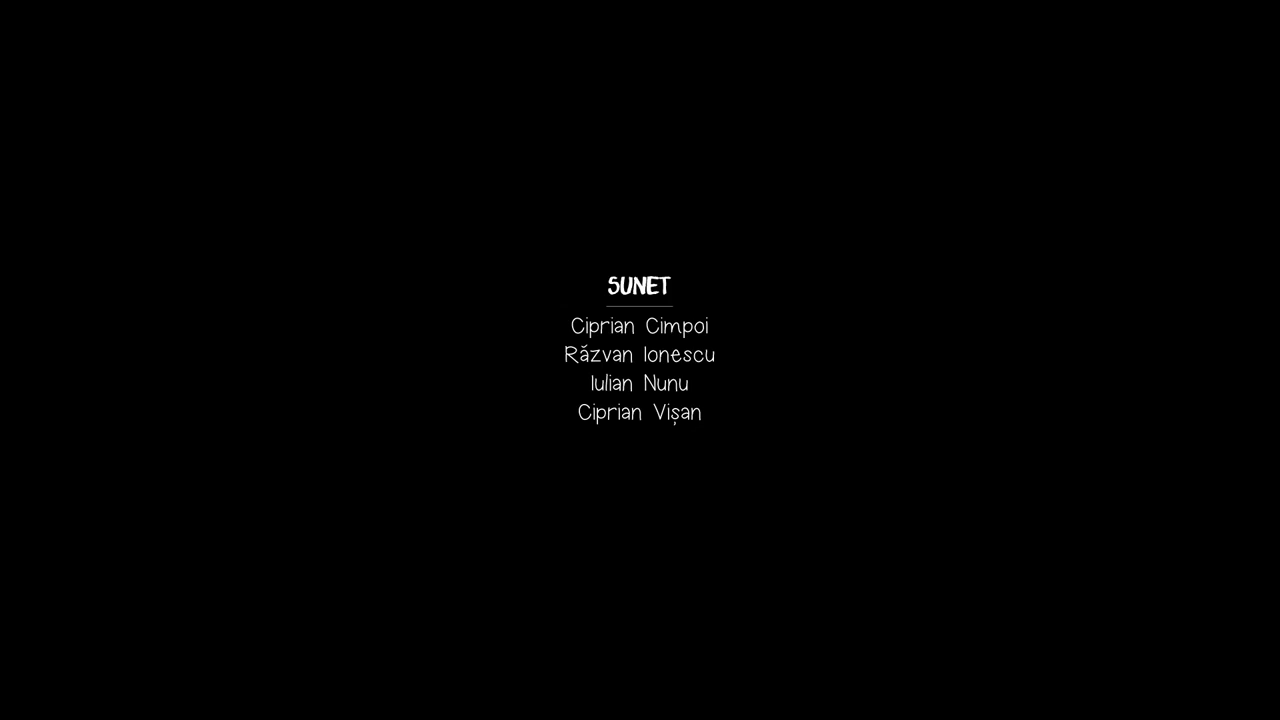 SUNET
Ciprian Cimpoi
Răzvan Ionescu
Iulian Nunu
Ciprian Vișan